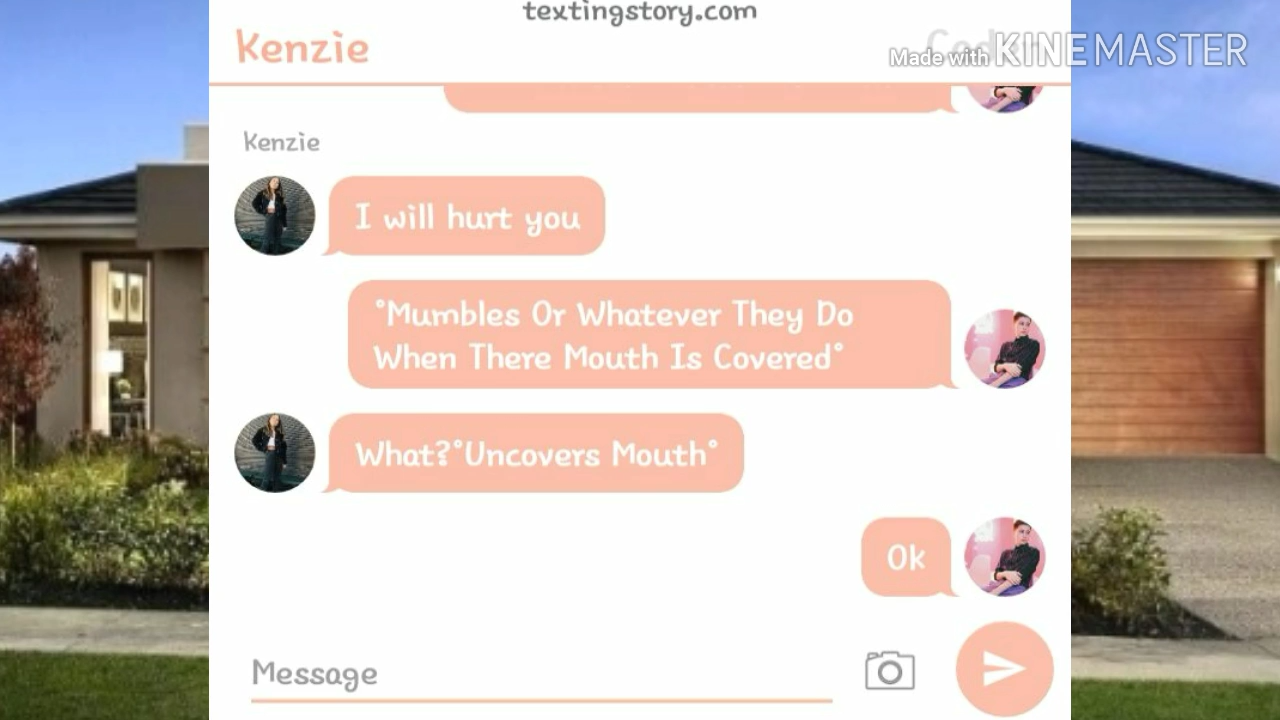 textingstory.com
Kenzie
Made with KINEMASTER
Kenzie
I will hurt you
°Mumbles Or Whatever They Do
When There Mouth Is Covered°
What?°Uncovers Mouth°
Ok
Message